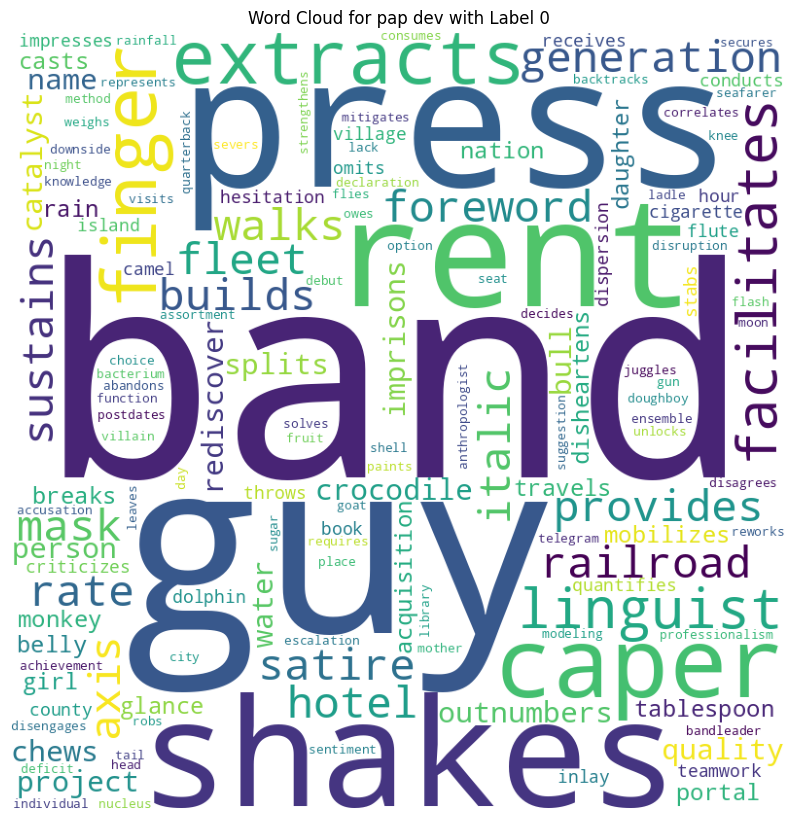 Word Cloud for pap dev with Label 0
impresses rainfall consumes receives secures
casts extracts generation
name represents backtracks conducts
method press seafarer
weighs finger quarterback severs strengthens mitigates village lack nation correlates knee
downside catalyst omits daughter
night declaration
knowledge visits hesitation flies ladle hour
rain walks owes foreword cigarette
island rent option flute disruption
sustains camel fleet debut imprisons seat dispersion stabs facilitates
builds flash
assortment decides moon
band
choice splits bull juggles
bacterium rediscover disheartens gun
abandons italic doughboy
function anthropologist suggestion
postdates solves ensemble
villain fruit unlocks
shell
day paints disagrees
breaks throws crocodile travels
accusation leaves goat provides
mask book acquisition mobilizes reworks
person sugar requires telegram
criticizes guy place railroad
rate Water quantifies
dolphin library linguist
monkey
belly axis escalation mother modeling professionalism
achievement city satire caper
girl
county glance hotel outnumbers tablespoon
disengages robs bandleader
chews tail shakes sentiment quality
deficit head inlay teamwork
project portal
individual nucleus